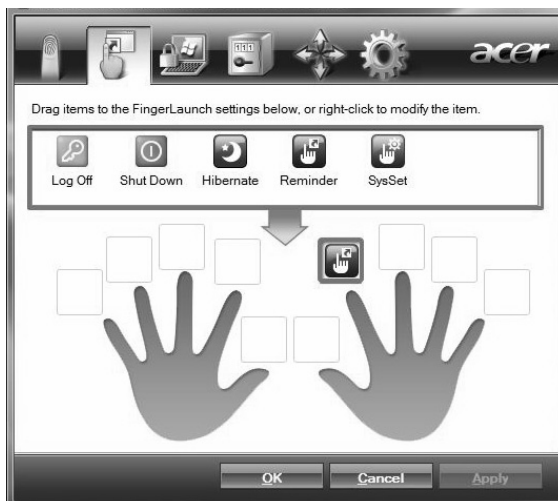 acer
Drag items to the FingerLaunch settings below, or right-click to modify the item.
Log Off Shut Down Hibernate Reminder SysSet
OK Cancel Apply